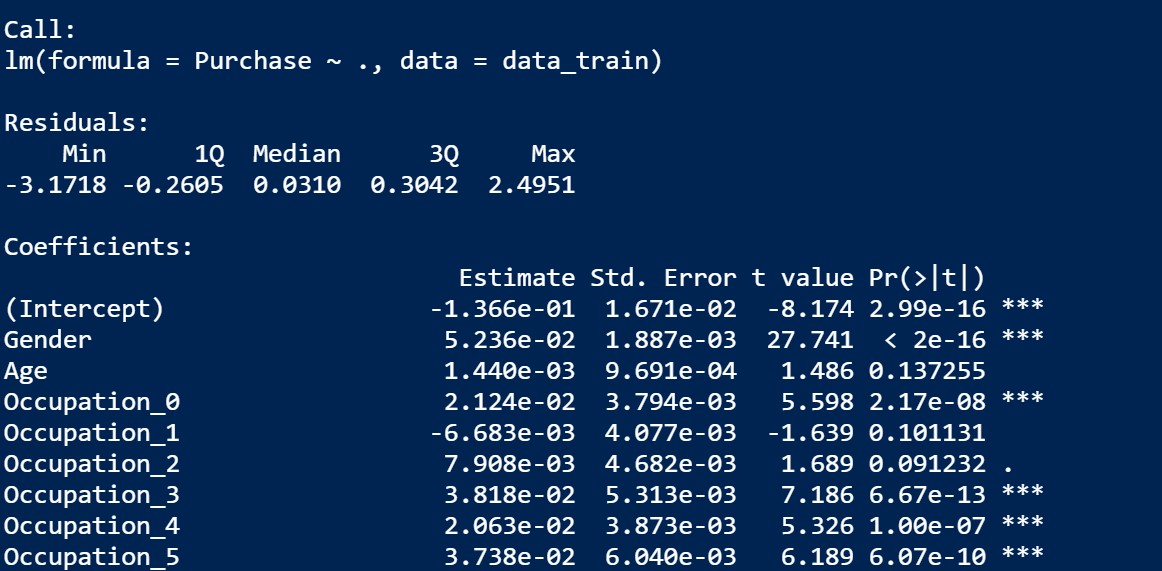 Call:
lm(formula = Purchase ~ ., data = data_train)
Residuals:
    Min      1Q  Median      3Q     Max
-3.1718 -0.2605  0.0310  0.3042  2.4951
Coefficients:
                             Estimate Std. Error t value Pr(>|t|)
(Intercept)                -1.366e-01  1.671e-02  -8.174 2.99e-16 ***
Gender                      5.236e-02  1.887e-03  27.741  < 2e-16 ***
Age                         1.440e-03  9.691e-04   1.486 0.137255
Occupation_0                2.124e-02  3.794e-03   5.598 2.17e-08 ***
Occupation_1               -6.683e-03  4.077e-03  -1.639 0.101131
Occupation_2                7.908e-03  4.682e-03   1.689 0.091232 .
Occupation_3                3.818e-02  5.313e-03   7.186 6.67e-13 ***
Occupation_4                2.063e-02  3.873e-03   5.326 1.00e-07 ***
Occupation_5                3.738e-02  6.040e-03   6.189 6.07e-10 ***